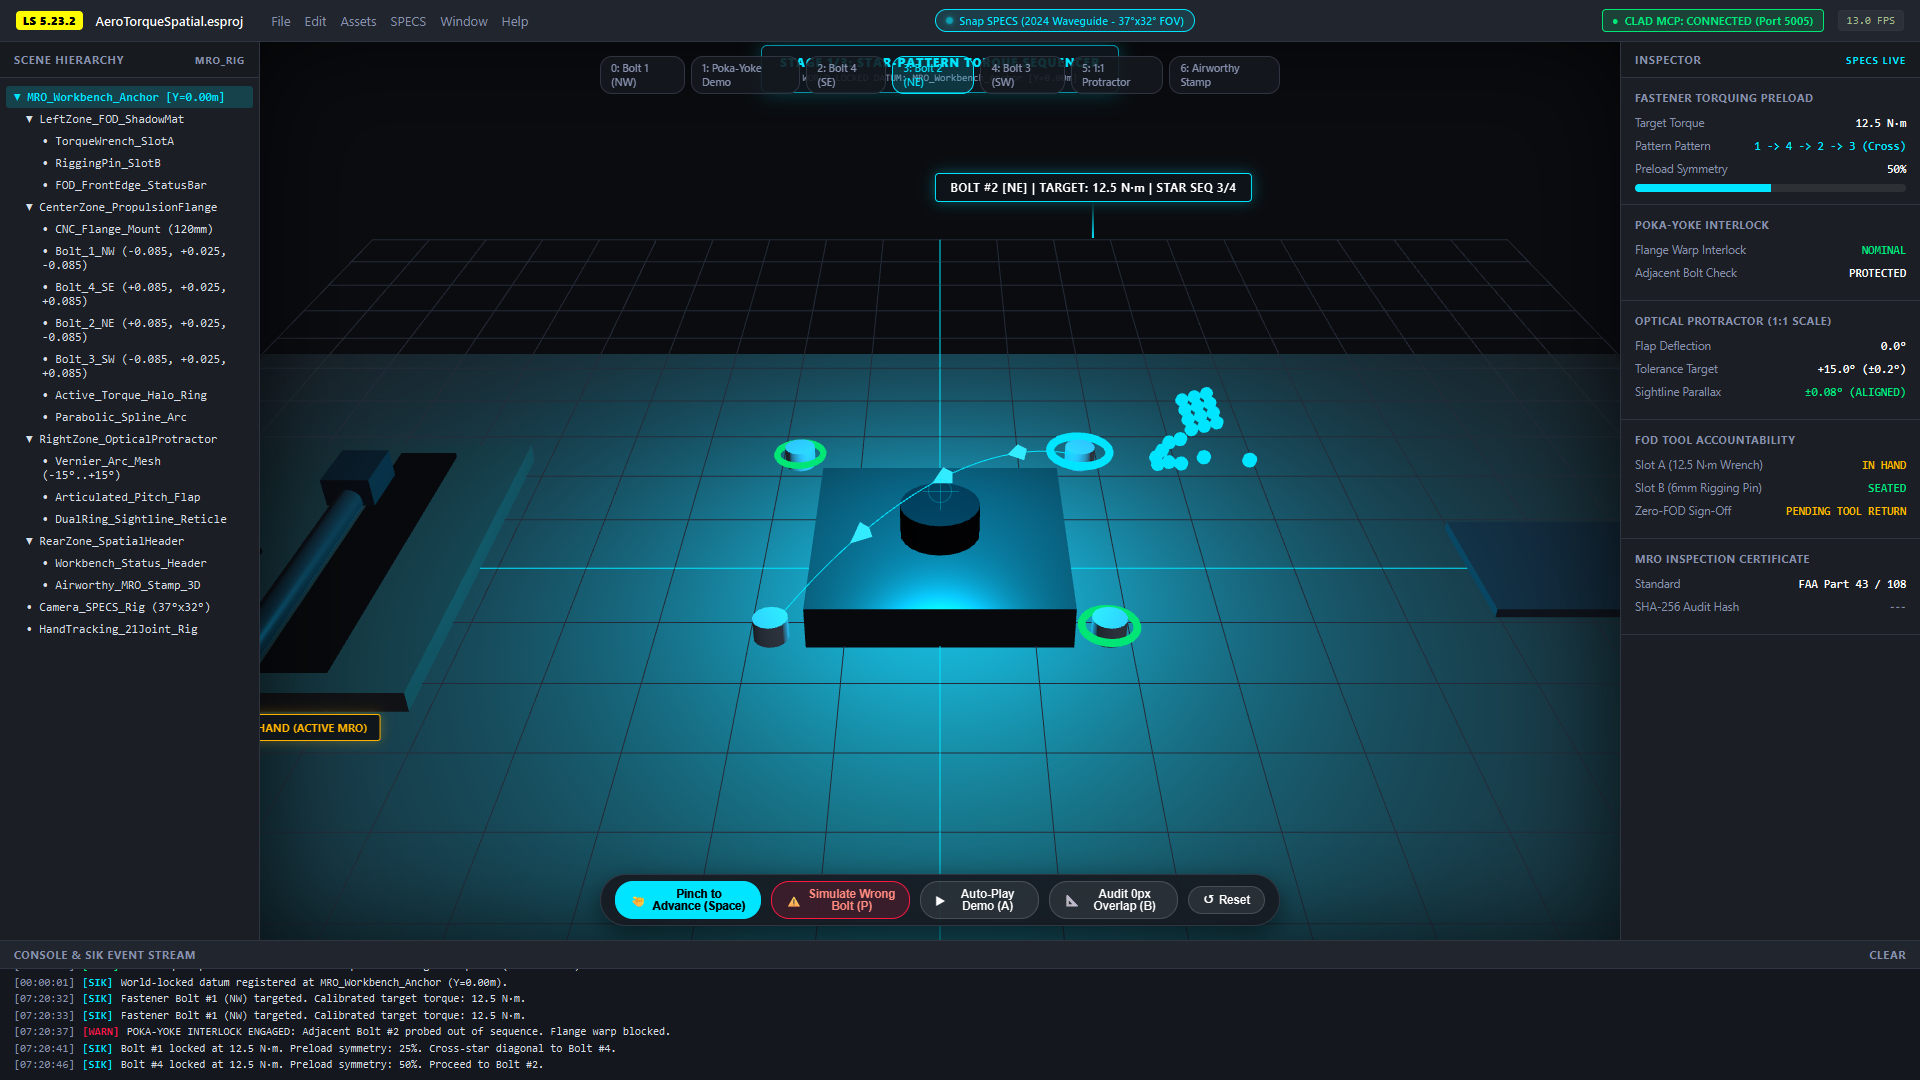 LS 5.23.2
AeroTorqueSpatial.esproj
File Edit Assets SPECS Window Help
Snap SPECS (2024 Waveguide - 37°x32° FOV)
CLAD MCP: CONNECTED (Port 5005)
13.0 FPS
SCENE HIERARCHY
MRO_RIG
▼ MRO_Workbench_Anchor [Y=0.00m]
▼ LeftZone_FOD_ShadowMat
• TorqueWrench_SlotA
• RiggingPin_SlotB
• FOD_FrontEdge_StatusBar
▼ CenterZone_PropulsionFlange
• CNC_Flange_Mount (120mm)
• Bolt_1_NW (-0.085, +0.025,
-0.085)
• Bolt_4_SE (+0.085, +0.025,
+0.085)
• Bolt_2_NE (+0.085, +0.025,
-0.085)
• Bolt_3_SW (-0.085, +0.025,
+0.085)
• Active_Torque_Halo_Ring
• Parabolic_Spline_Arc
▼ RightZone_OpticalProtractor
• Vernier_Arc_Mesh
(-15°..+15°)
• Articulated_Pitch_Flap
• DualRing_Sightline_Reticle
▼ RearZone_SpatialHeader
• Workbench_Status_Header
• Airworthy_MRO_Stamp_3D
• Camera_SPECS_Rig (37°x32°)
• HandTracking_21Joint_Rig
0: Bolt 1
(NW)
1: Poka-Yoke
Demo
2: Bolt 4
(SE)
3: Bolt 2
(NE)
4: Bolt 3
(SW)
5: 1:1
Protractor
6: Airworthy
Stamp
BOLT #2 [NE] | TARGET: 12.5 N·m | STAR SEQ 3/4
HAND (ACTIVE MRO)
Pinch to
Advance (Space)
Simulate Wrong
Bolt (P)
▶ Auto-Play
Demo (A)
Audit 0px
Overlap (B)
↺ Reset
INSPECTOR
SPECS LIVE
FASTENER TORQUING PRELOAD
Target Torque 12.5 N·m
Pattern Pattern 1 -> 4 -> 2 -> 3 (Cross)
Preload Symmetry 50%
POKA-YOKE INTERLOCK
Flange Warp Interlock NOMINAL
Adjacent Bolt Check PROTECTED
OPTICAL PROTRACTOR (1:1 SCALE)
Flap Deflection 0.0°
Tolerance Target +15.0° (±0.2°)
Sightline Parallax ±0.08° (ALIGNED)
FOD TOOL ACCOUNTABILITY
Slot A (12.5 N·m Wrench) IN HAND
Slot B (6mm Rigging Pin) SEATED
Zero-FOD Sign-Off PENDING TOOL RETURN
MRO INSPECTION CERTIFICATE
Standard FAA Part 43 / 108
SHA-256 Audit Hash ---
CONSOLE & SIK EVENT STREAM
CLEAR
[00:00:01] [SIK] World-locked datum registered at MRO_Workbench_Anchor (Y=0.00m).
[07:20:32] [SIK] Fastener Bolt #1 (NW) targeted. Calibrated target torque: 12.5 N·m.
[07:20:33] [SIK] Fastener Bolt #1 (NW) targeted. Calibrated target torque: 12.5 N·m.
[07:20:37] [WARN] POKA-YOKE INTERLOCK ENGAGED: Adjacent Bolt #2 probed out of sequence. Flange warp blocked.
[07:20:41] [SIK] Bolt #1 locked at 12.5 N·m. Preload symmetry: 25%. Cross-star diagonal to Bolt #4.
[07:20:46] [SIK] Bolt #4 locked at 12.5 N·m. Preload symmetry: 50%. Proceed to Bolt #2.